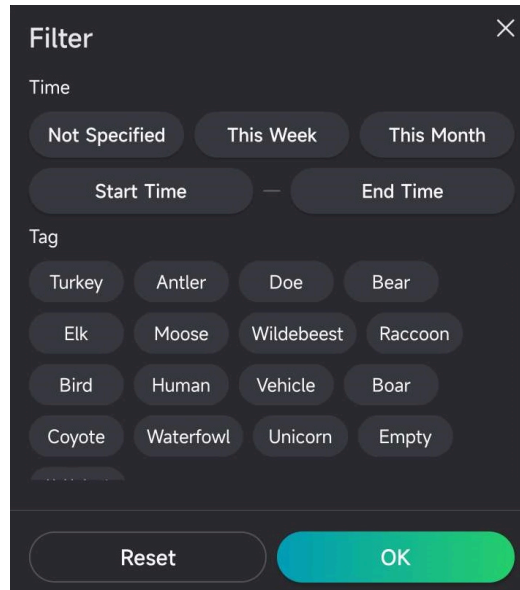 Filter
Time
Not Specified This Week This Month
Start Time — End Time
Tag
Turkey Antler Doe Bear
Elk Moose Wildebeest Raccoon
Bird Human Vehicle Boar
Coyote Waterfowl Unicorn Empty
Reset OK